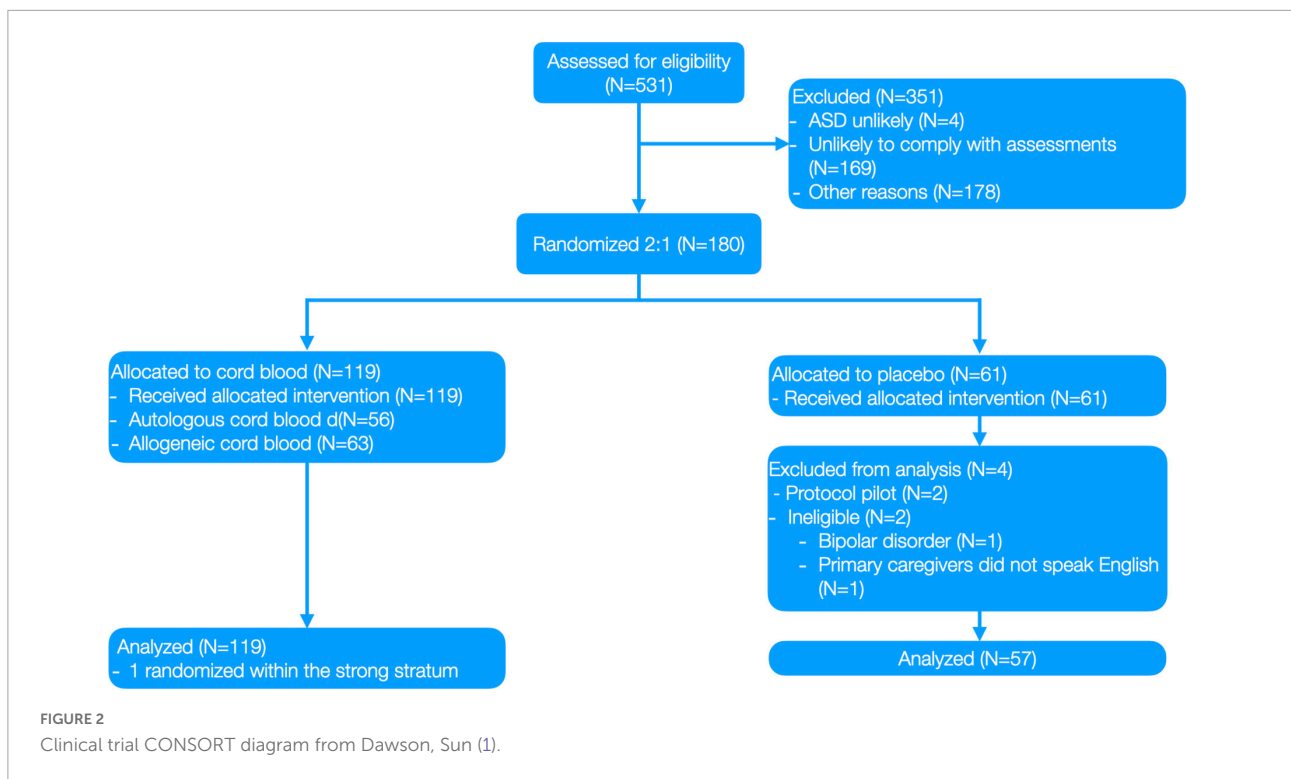 Assessed for eligibility
(N=531)
Excluded (N=351)
- ASD unlikely (N=4)
- Unlikely to comply with assessments
(N=169)
- Other reasons (N=178)
Randomized 2:1 (N=180)
Allocated to cord blood (N=119)
- Received allocated intervention (N=119)
- Autologous cord blood d(N=56)
- Allogeneic cord blood (N=63)
Allocated to placebo (N=61)
- Received allocated intervention (N=61)
Excluded from analysis (N=4)
- Protocol pilot (N=2)
- Ineligible (N=2)
- Bipolar disorder (N=1)
- Primary caregivers did not speak English
(N=1)
Analyzed (N=119)
- 1 randomized within the strong stratum
Analyzed (N=57)
FIGURE 2
Clinical trial CONSORT diagram from Dawson, Sun (1).